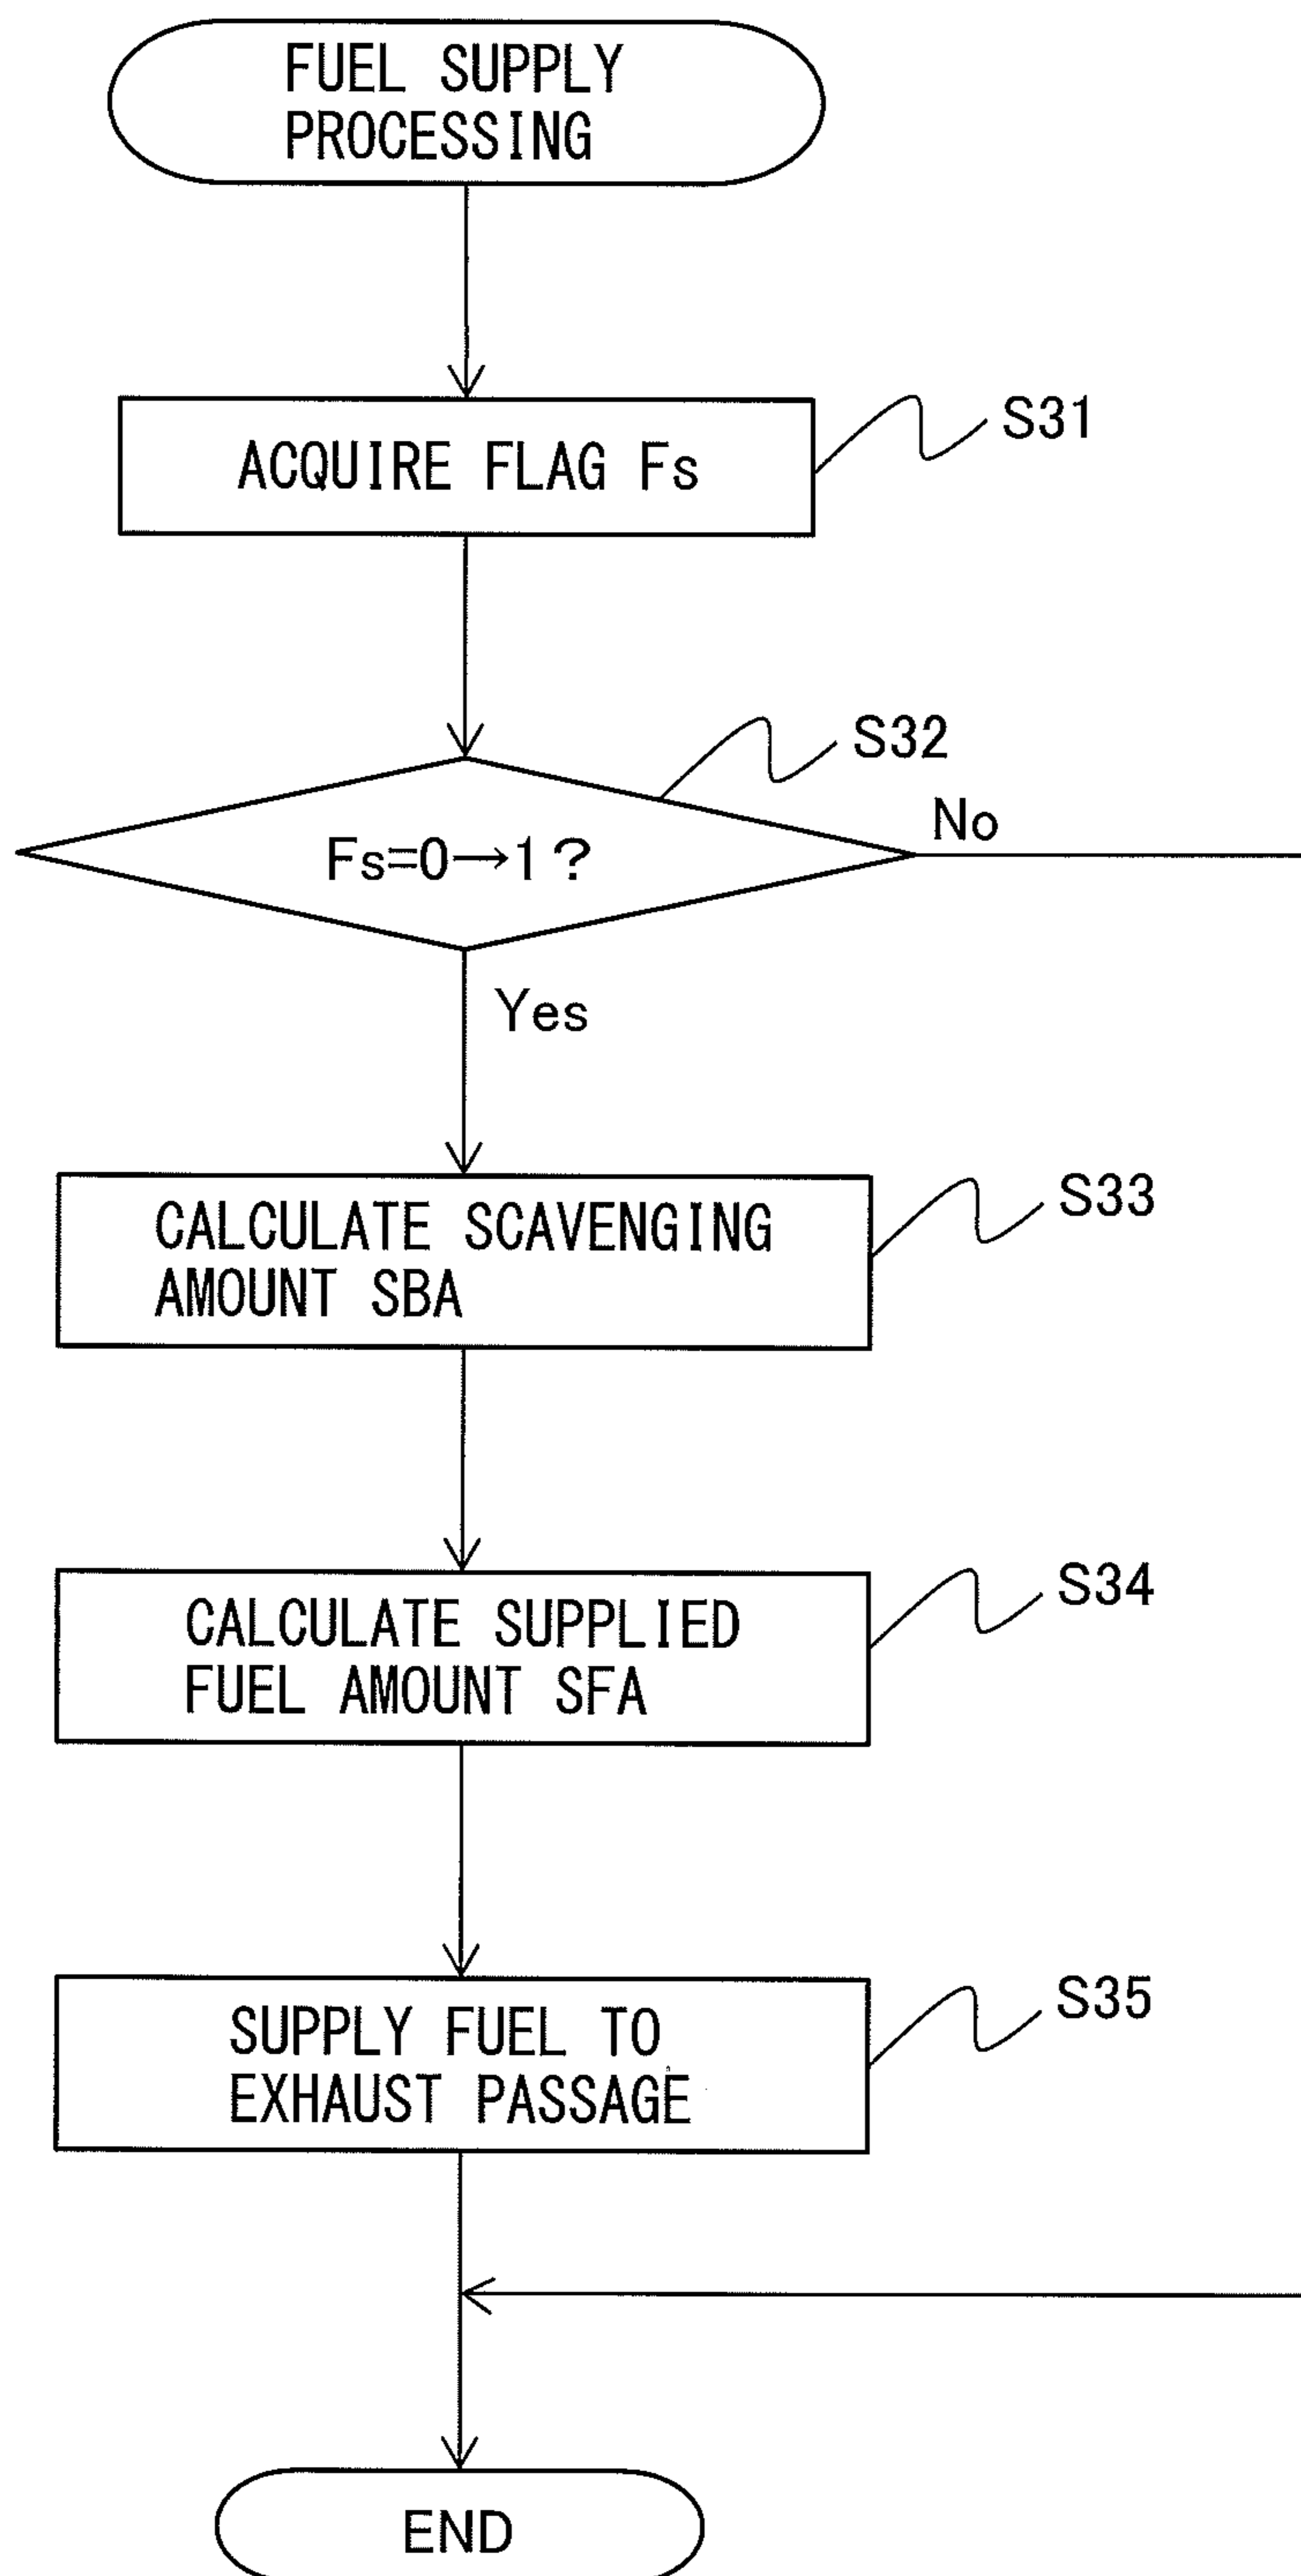 FUEL SUPPLY
PROCESSING
ACQUIRE FLAG Fs
S31
S32
Fs=0→1?
No
Yes
CALCULATE SCAVENGING
AMOUNT SBA
S33
CALCULATE SUPPLIED
FUEL AMOUNT SFA
S34
SUPPLY FUEL TO
EXHAUST PASSAGE
S35
END